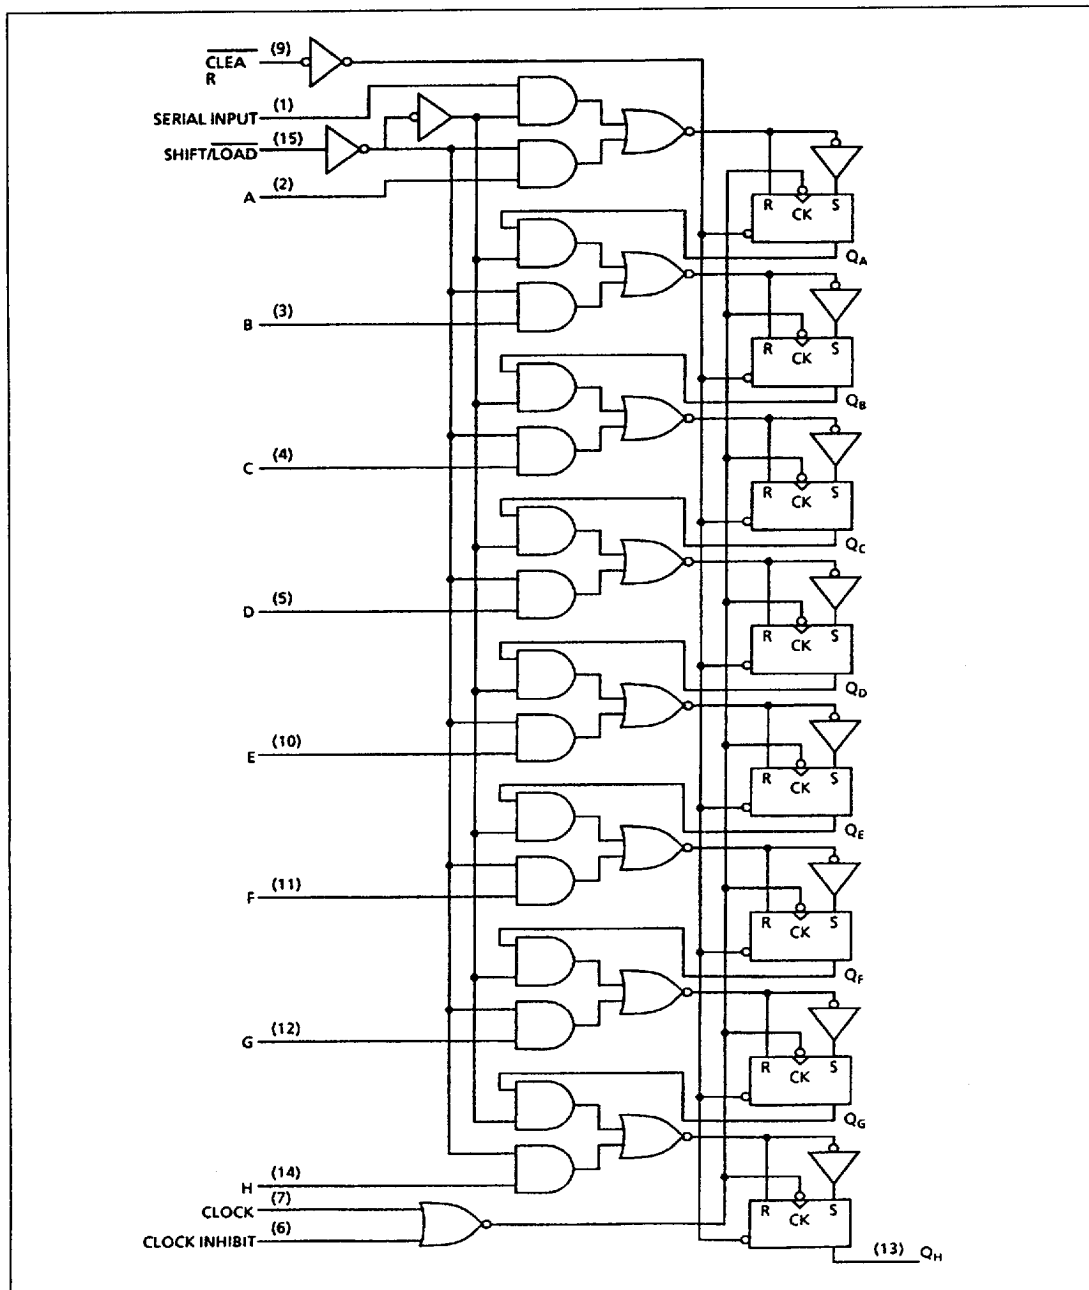 CLEA (9)
R
SERIAL INPUT (1)
SHIFT/LOAD (15)
A (2)
R CK S
QA
B (3)
R CK S
QB
C (4)
R CK S
QC
D (5)
R CK S
QD
E (10)
R CK S
QE
F (11)
R CK S
QF
G (12)
R CK S
QG
H (14)
CLOCK (7)
R CK S
CLOCK INHIBIT (6)
(13) QH